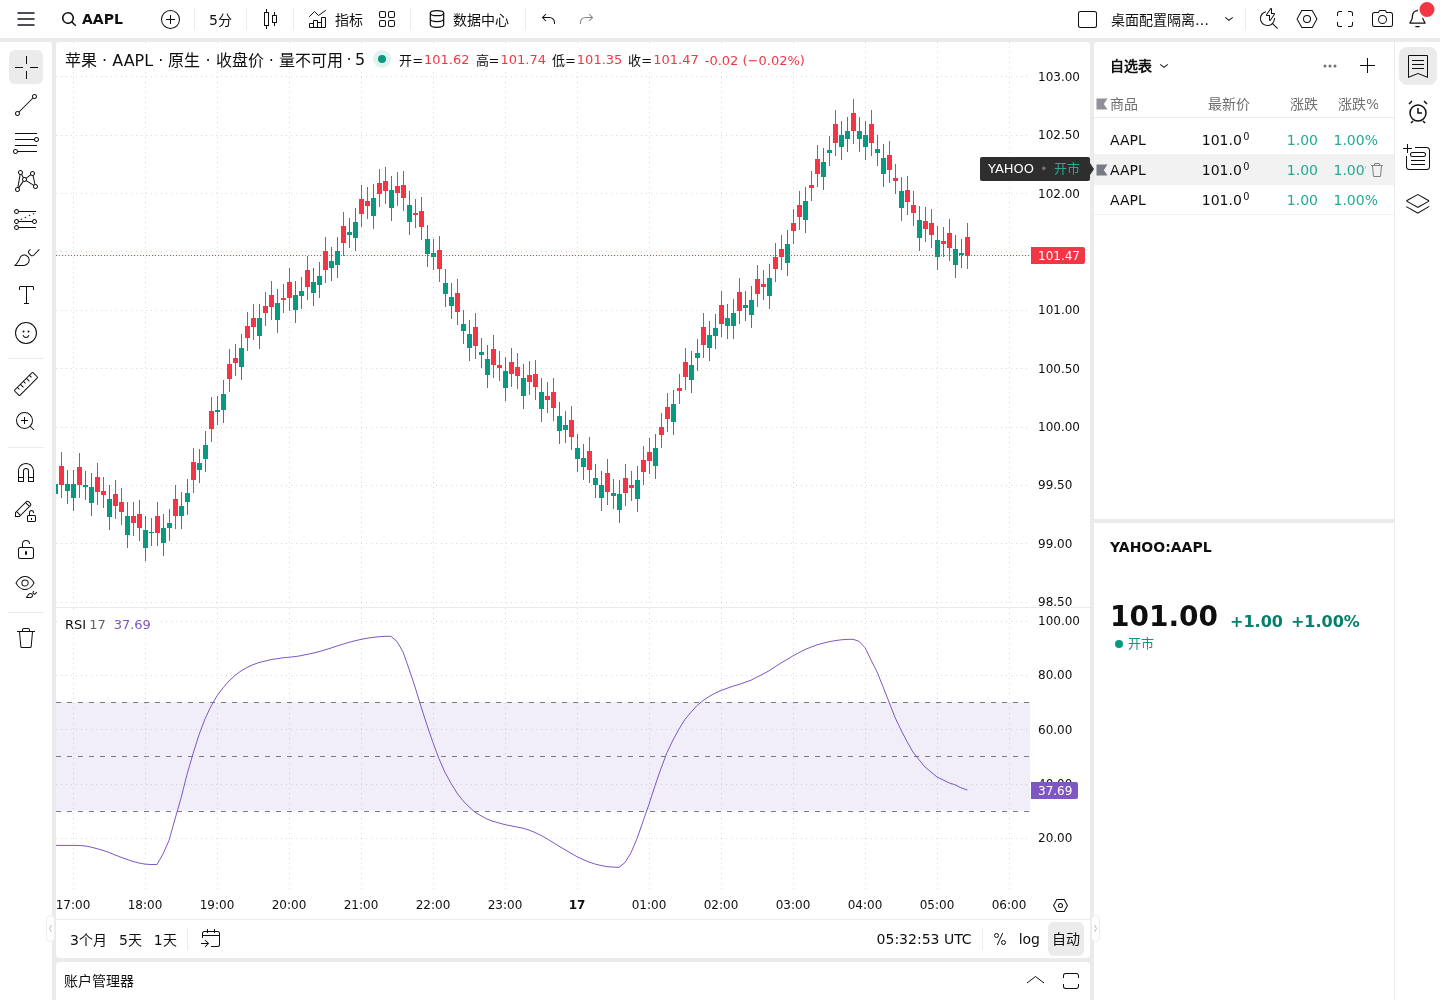 AAPL 5分 指标 数据中心 桌面配置隔离...
苹果 · AAPL · 原生 · 收盘价 · 量不可用 · 5 开=101.62 高=101.74 低=101.35 收=101.47 -0.02 (−0.02%)
103.00
102.50
102.00
101.47
101.00
100.50
100.00
99.50
99.00
98.50
RSI 17 37.69
100.00
80.00
60.00
40.00
37.69
20.00
17:00 18:00 19:00 20:00 21:00 22:00 23:00 17 01:00 02:00 03:00 04:00 05:00 06:00
3个月 5天 1天 05:32:53 UTC % log 自动
账户管理器
自选表
商品 最新价 涨跌 涨跌%
AAPL 101.00 1.00 1.00%
YAHOO • 开市
AAPL 101.00 1.00 1.00
AAPL 101.00 1.00 1.00%
YAHOO:AAPL
101.00 +1.00 +1.00%
开市